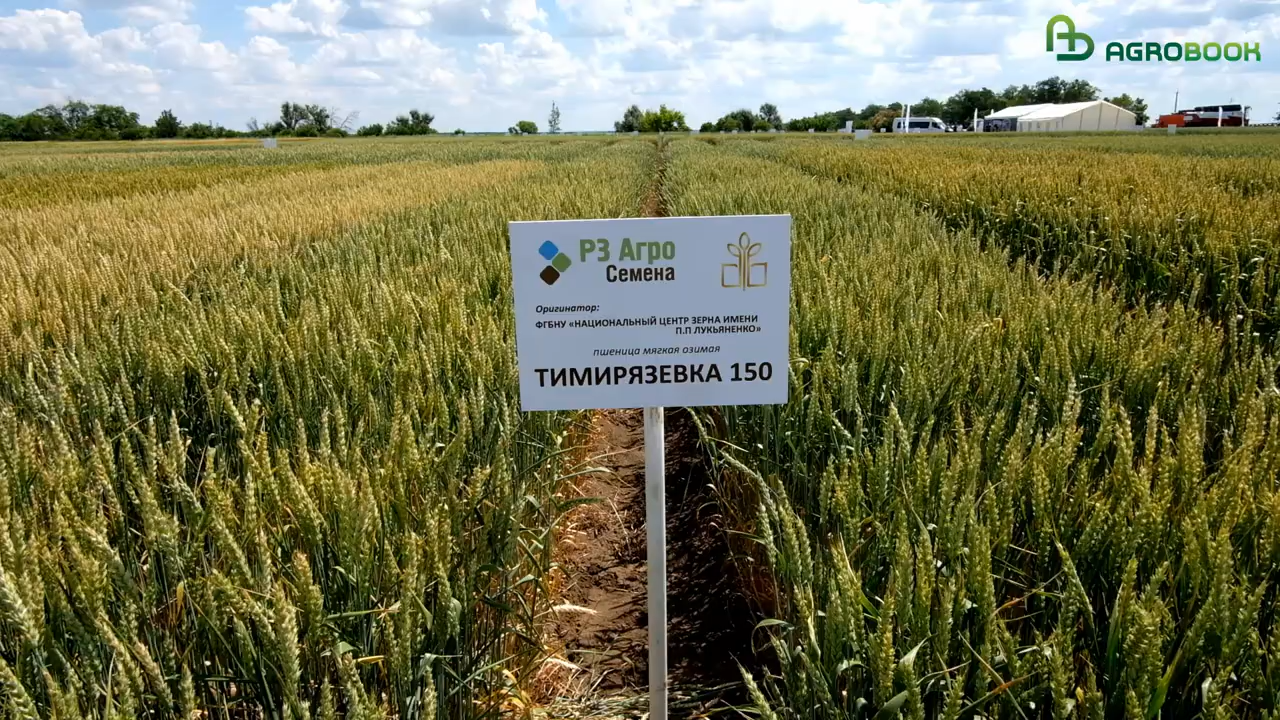 AGROBOOK
РЗ Агро
Семена
Оригинатор:
ФГБНУ «НАЦИОНАЛЬНЫЙ ЦЕНТР ЗЕРНА ИМЕНИ
П.П ЛУКЬЯНЕНКО»
пшеница мягкая озимая
ТИМИРЯЗЕВКА 150